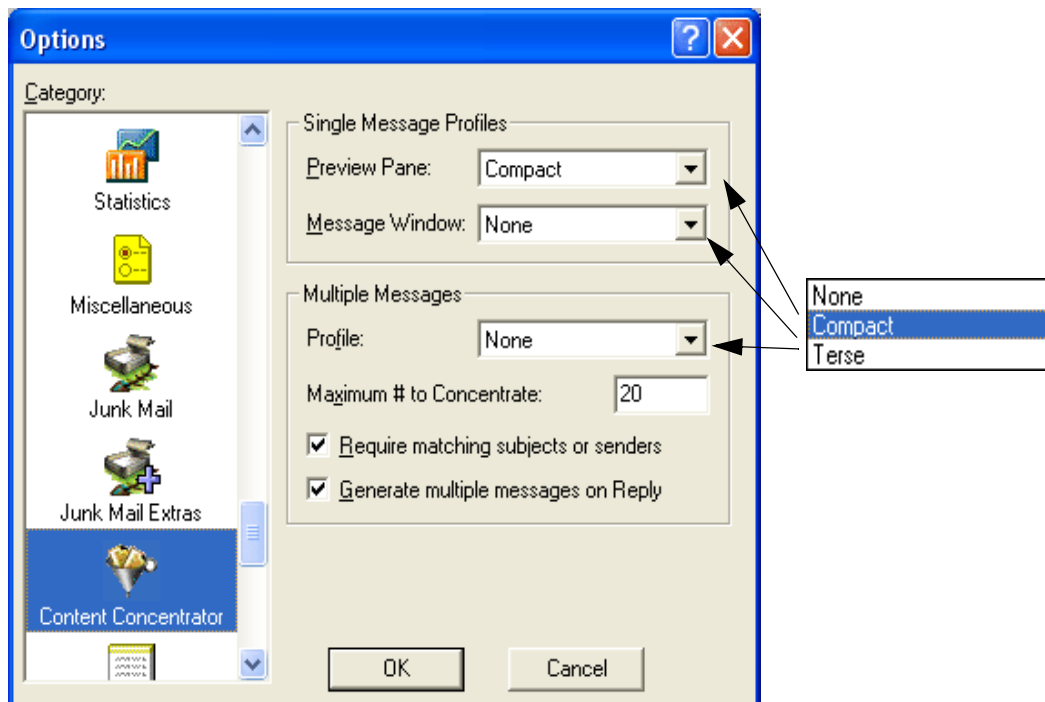 Options
Category:
Statistics
Miscellaneous
Junk Mail
Junk Mail Extras
Content Concentrator
Single Message Profiles
Preview Pane: Compact
Message Window: None
Multiple Messages
Profile: None
Maximum # to Concentrate: 20
Require matching subjects or senders
Generate multiple messages on Reply
OK Cancel
None
Compact
Terse